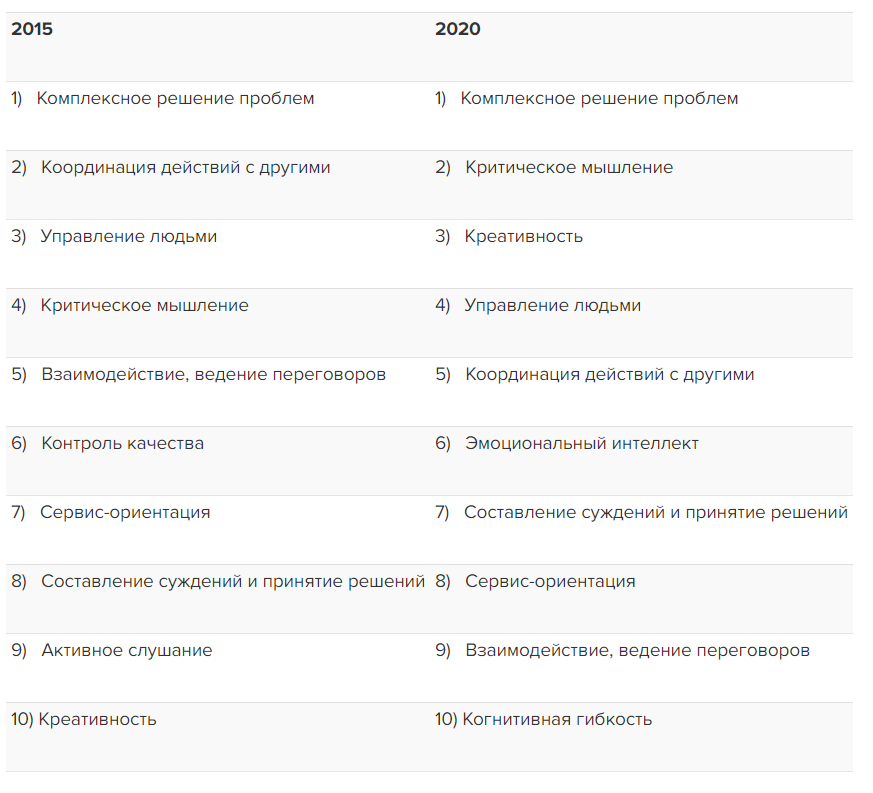 2015 2020
1) Комплексное решение проблем 1) Комплексное решение проблем
2) Координация действий с другими 2) Критическое мышление
3) Управление людьми 3) Креативность
4) Критическое мышление 4) Управление людьми
5) Взаимодействие, ведение переговоров 5) Координация действий с другими
6) Контроль качества 6) Эмоциональный интеллект
7) Сервис-ориентация 7) Составление суждений и принятие решений
8) Составление суждений и принятие решений 8) Сервис-ориентация
9) Активное слушание 9) Взаимодействие, ведение переговоров
10) Креативность 10) Когнитивная гибкость